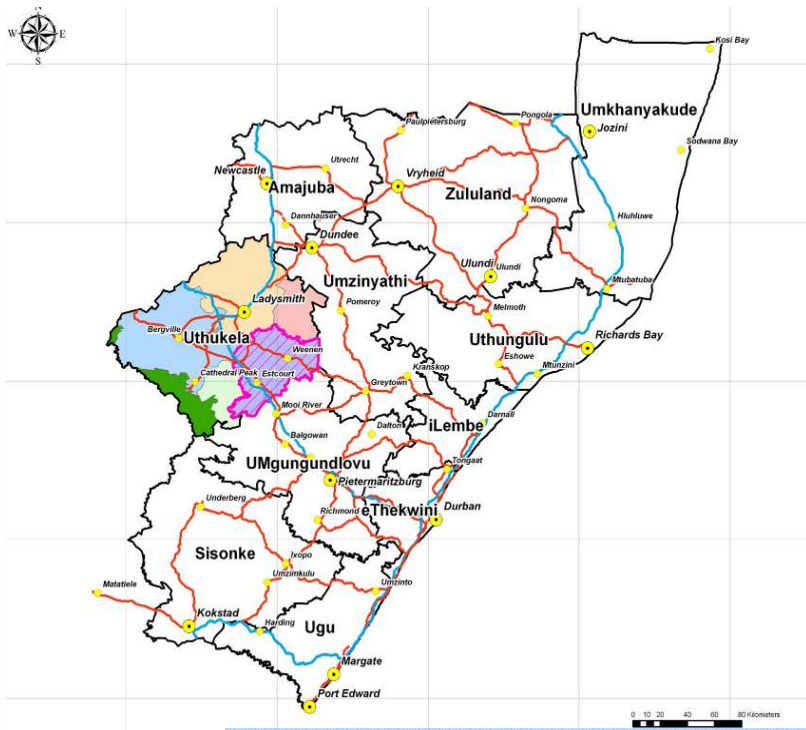 N
W E
S
Kosi Bay
Umkhanyakude
Pongola
Paulpietersburg
Jozini
Sodwana Bay
Utrecht
Newcastle
Amajuba
Vryheid
Zululand
Nongoma
Hluhluwe
Dannhauser
Dundee
Umzinyathi
Ulundi
Ulundi
Mtubatuba
Ladysmith
Pomeroy
Melmoth
Bergville
Uthukela
Uthungulu
Richards Bay
Weenen
Eshowe
Mtunzini
Cathedral Peak
Estcourt
Kranskop
Greytown
Mooi River
Darnall
Dalton
iLembe
Balgowan
UMgungundlovu
Tongaat
Pietermaritzburg
Underberg
Richmond
eThekwini
Durban
Sisonke
Ixopo
Umzimkulu
Matatiele
Umzinto
Kokstad
Harding
Ugu
Margate
Port Edward
0 10 20 40 60 80 Kilometers